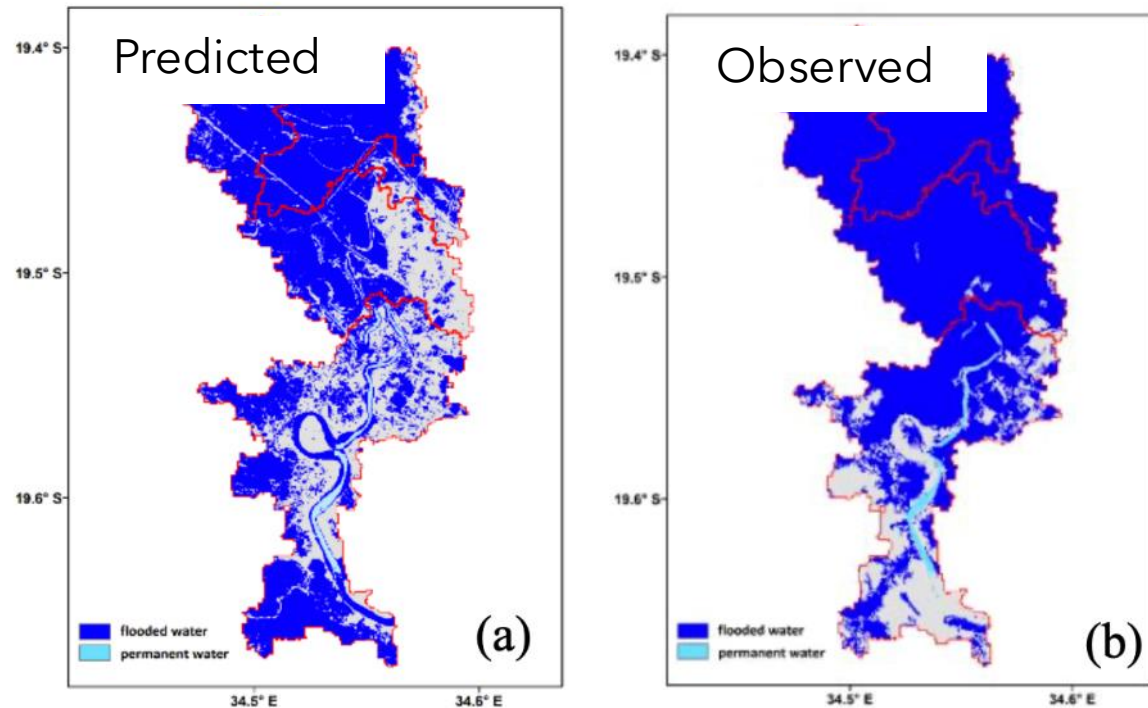 Predicted
19.4° S
19.5° S
19.6° S
flooded water
permanent water
(a)
34.5° E
34.6° E
Observed
19.4° S
19.5° S
19.6° S
flooded water
permanent water
(b)
34.5° E
34.6° E